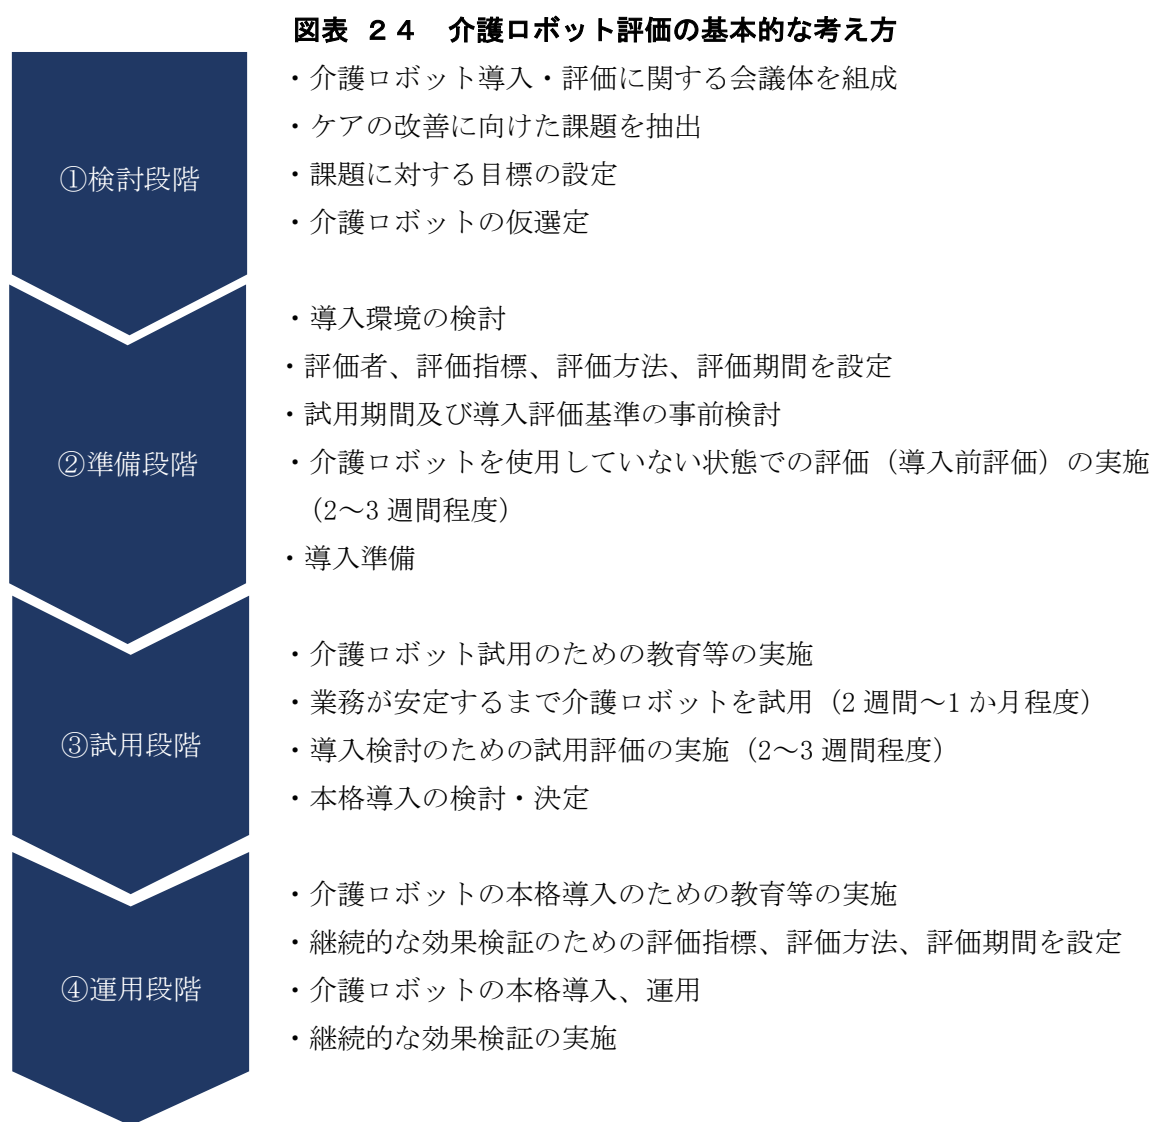 図表 ２４　介護ロボット評価の基本的な考え方
①検討段階
・介護ロボット導入・評価に関する会議体を組成
・ケアの改善に向けた課題を抽出
・課題に対する目標の設定
・介護ロボットの仮選定
②準備段階
・導入環境の検討
・評価者、評価指標、評価方法、評価期間を設定
・試用期間及び導入評価基準の事前検討
・介護ロボットを使用していない状態での評価（導入前評価）の実施
（2～3 週間程度）
・導入準備
③試用段階
・介護ロボット試用のための教育等の実施
・業務が安定するまで介護ロボットを試用（2 週間～1 か月程度）
・導入検討のための試用評価の実施（2～3 週間程度）
・本格導入の検討・決定
④運用段階
・介護ロボットの本格導入のための教育等の実施
・継続的な効果検証のための評価指標、評価方法、評価期間を設定
・介護ロボットの本格導入、運用
・継続的な効果検証の実施